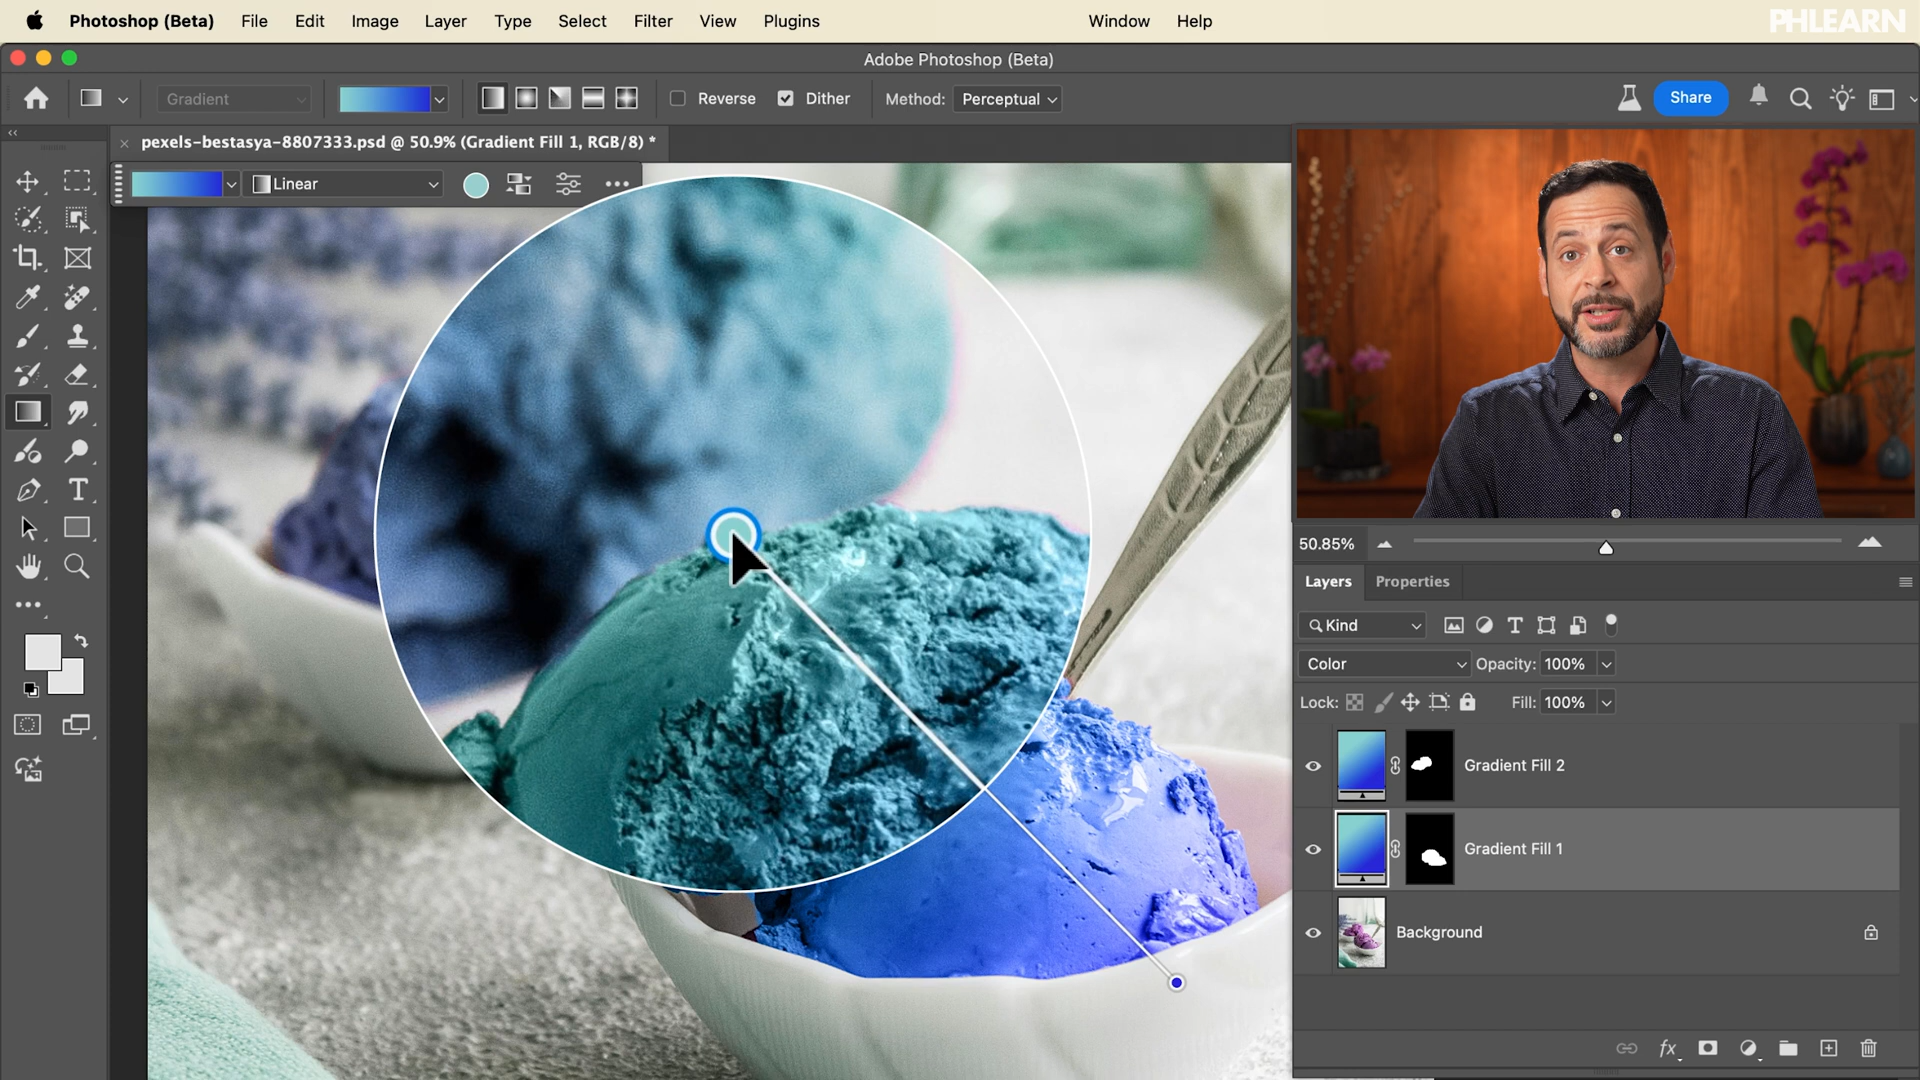 Photoshop (Beta) File Edit Image Layer Type Select Filter View Plugins Window Help
PHLEARN
Adobe Photoshop (Beta)
Gradient Reverse Dither Method: Perceptual Share
pexels-bestasya-8807333.psd @ 50.9% (Gradient Fill 1, RGB/8) *
Linear
50.85%
Layers Properties
Kind
Color Opacity: 100%
Lock: Fill: 100%
Gradient Fill 2
Gradient Fill 1
Background